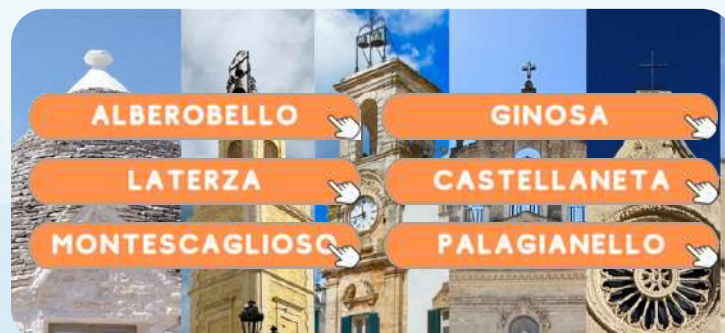 ALBEROBELLO
GINOSA
LATERZA
CASTELLANETA
MONTESCAGLIOSO
PALAGIANELLO